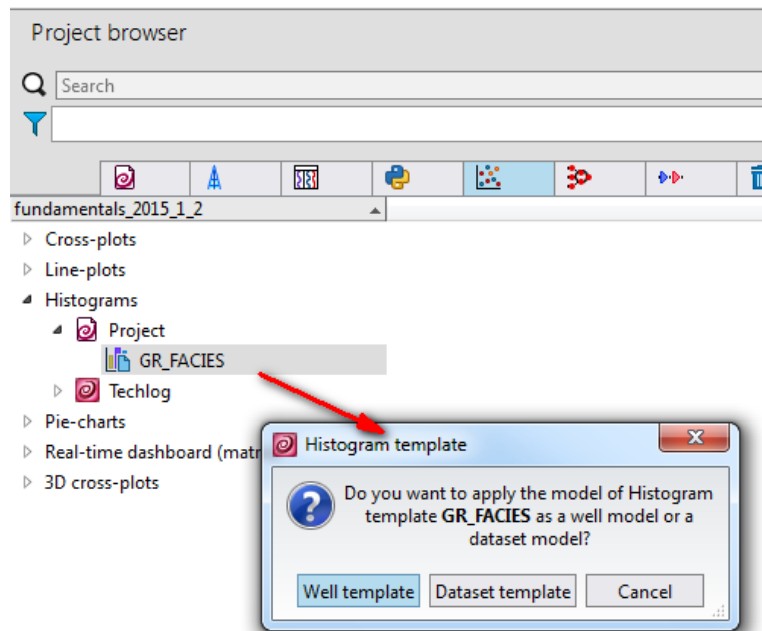 Project browser
Search
fundamentals_2015_1_2
Cross-plots
Line-plots
Histograms
Project
GR_FACIES
Techlog
Pie-charts
Real-time dashboard (matr
3D cross-plots
Histogram template
Do you want to apply the model of Histogram
template GR_FACIES as a well model or a
dataset model?
Well template Dataset template Cancel